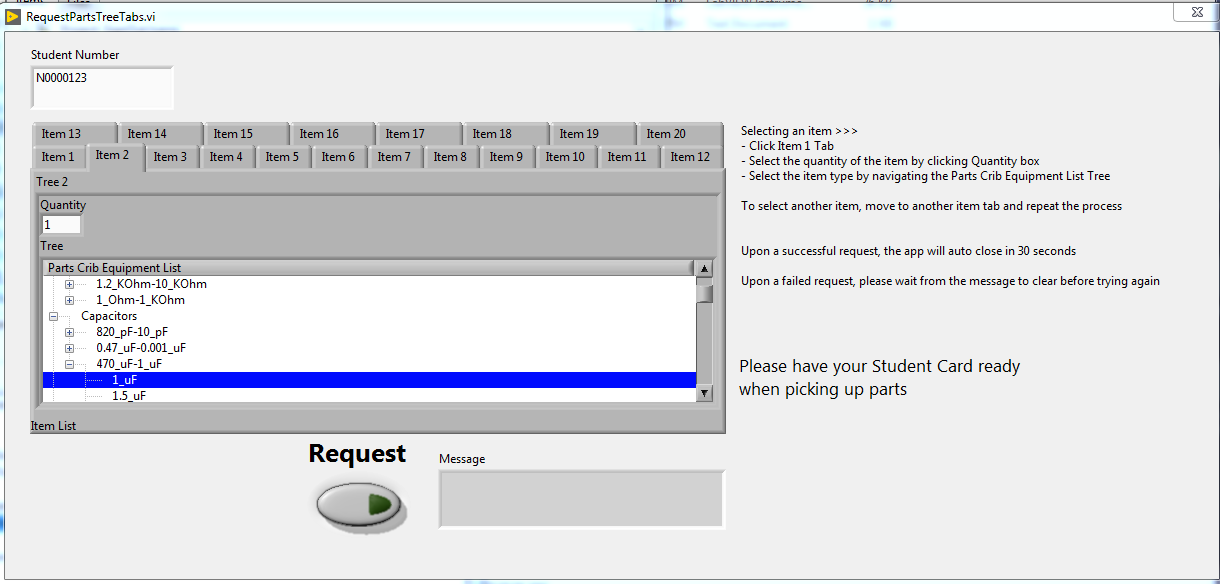 RequestPartsTreeTabs.vi
Student Number
N0000123
Item 13 Item 14 Item 15 Item 16 Item 17 Item 18 Item 19 Item 20
Item 1 Item 2 Item 3 Item 4 Item 5 Item 6 Item 7 Item 8 Item 9 Item 10 Item 11 Item 12
Tree 2
Quantity
1
Tree
Parts Crib Equipment List
1.2_KOhm-10_KOhm
1_Ohm-1_KOhm
Capacitors
820_pF-10_pF
0.47_uF-0.001_uF
470_uF-1_uF
1_uF
1.5_uF
Item List
Request
Message
Selecting an item >>>
- Click Item 1 Tab
- Select the quantity of the item by clicking Quantity box
- Select the item type by navigating the Parts Crib Equipment List Tree
To select another item, move to another item tab and repeat the process
Upon a successful request, the app will auto close in 30 seconds
Upon a failed request, please wait from the message to clear before trying again
Please have your Student Card ready
when picking up parts